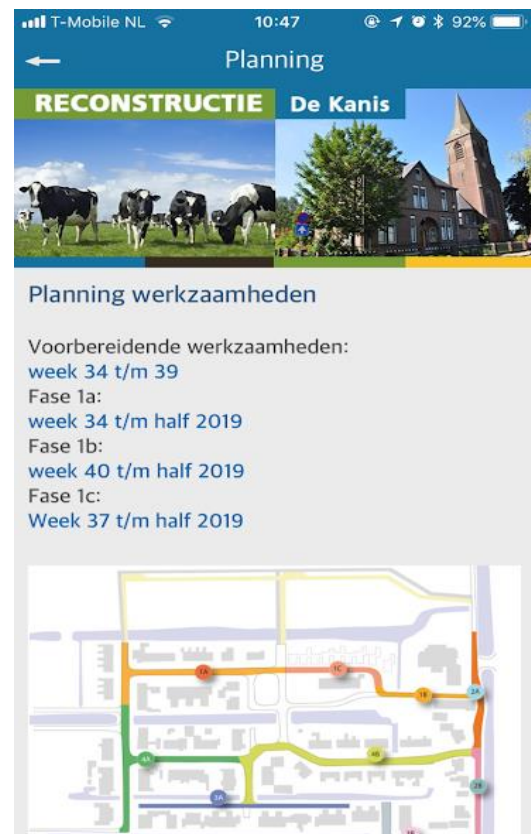 T-Mobile NL 10:47 92%
Planning
RECONSTRUCTIE De Kanis
Planning werkzaamheden
Voorbereidende werkzaamheden:
week 34 t/m 39
Fase 1a:
week 34 t/m half 2019
Fase 1b:
week 40 t/m half 2019
Fase 1c:
Week 37 t/m half 2019
1A
1C
1B
2A
4A
4B
3A
2B